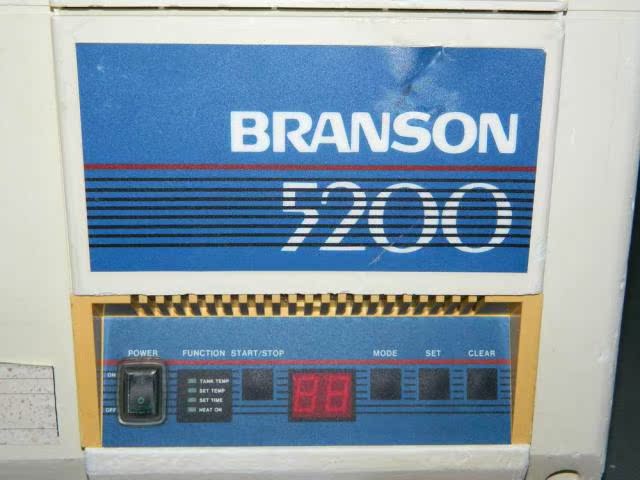 BRANSON
5200
POWER FUNCTION START/STOP MODE SET CLEAR
ON
OFF
TANK TEMP
SET TEMP
SET TIME
HEAT ON
88